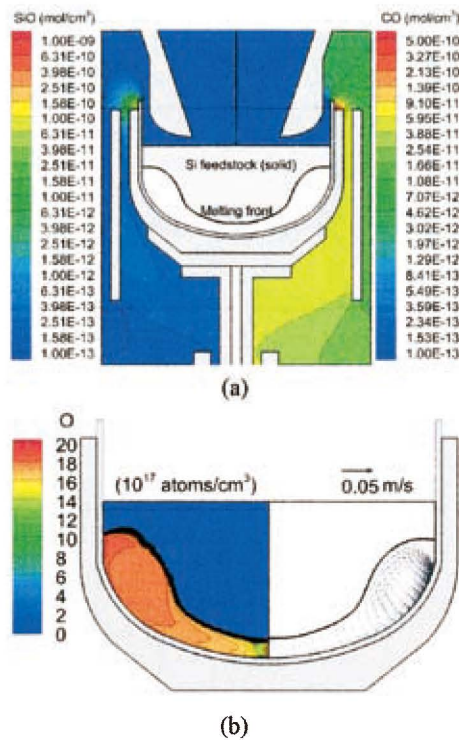 SiO (mol/cm³)
CO (mol/cm³)
1.00E-09
6.31E-10
3.98E-10
2.51E-10
1.58E-10
1.00E-10
6.31E-11
3.98E-11
2.51E-11
1.58E-11
1.00E-11
6.31E-12
3.98E-12
2.51E-12
1.58E-12
1.00E-12
6.31E-13
3.98E-13
2.51E-13
1.58E-13
1.00E-13
Si feedstock (solid)
Melting front
5.00E-10
3.27E-10
2.13E-10
1.39E-10
9.10E-11
5.95E-11
3.88E-11
2.54E-11
1.66E-11
1.08E-11
7.07E-12
4.62E-12
3.02E-12
1.97E-12
1.29E-12
8.41E-13
5.49E-13
3.59E-13
2.34E-13
1.53E-13
1.00E-13
(a)
O
20
18
16
14
12
10
8
6
4
2
0
(10¹⁷ atoms/cm³)
0.05 m/s
(b)